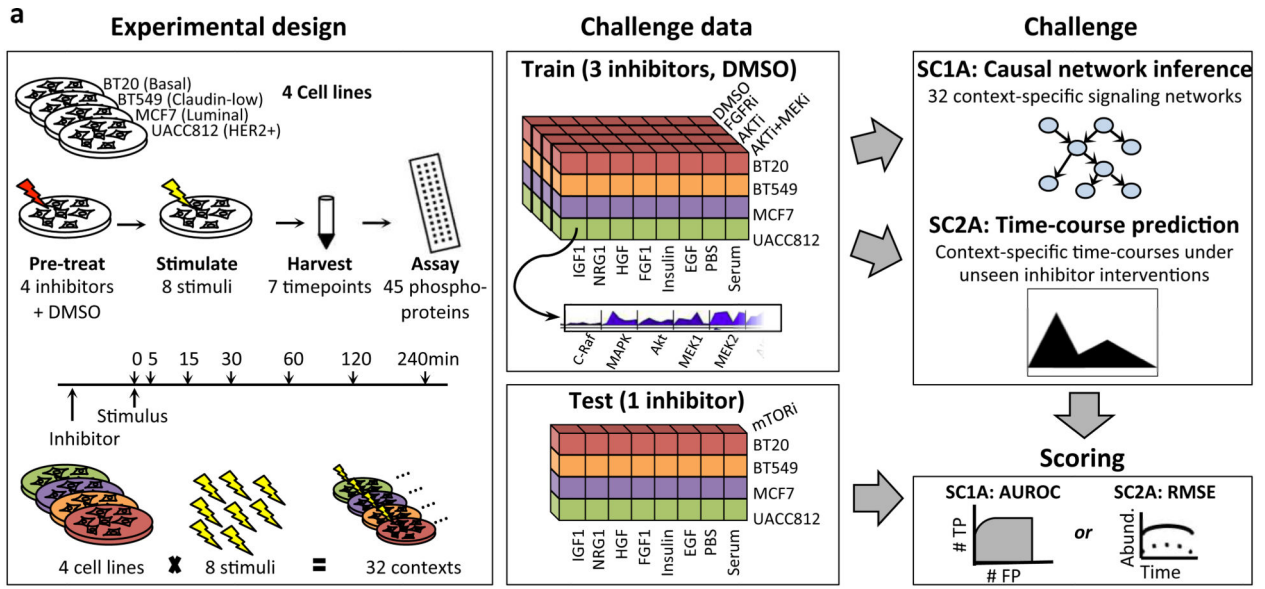 a
Experimental design
BT20 (Basal)
BT549 (Claudin-low)
MCF7 (Luminal)
UACC812 (HER2+)
4 Cell lines
Pre-treat
4 inhibitors
+ DMSO
Stimulate
8 stimuli
Harvest
7 timepoints
Assay
45 phospho-
proteins
0 5 15 30 60 120 240min
Stimulus
Inhibitor
4 cell lines × 8 stimuli = 32 contexts
Challenge data
Train (3 inhibitors, DMSO)
DMSO
FGFRi
AKTi
AKTi+MEKi
BT20
BT549
MCF7
UACC812
IGF1
NRG1
HGF
FGF1
Insulin
EGF
PBS
Serum
C-Raf
MAPK
Akt
MEK1
MEK2
Test (1 inhibitor)
mTORi
BT20
BT549
MCF7
UACC812
IGF1
NRG1
HGF
FGF1
Insulin
EGF
PBS
Serum
Challenge
SC1A: Causal network inference
32 context-specific signaling networks
SC2A: Time-course prediction
Context-specific time-courses under
unseen inhibitor interventions
Scoring
SC1A: AUROC
# TP
# FP
or
SC2A: RMSE
Abund.
Time